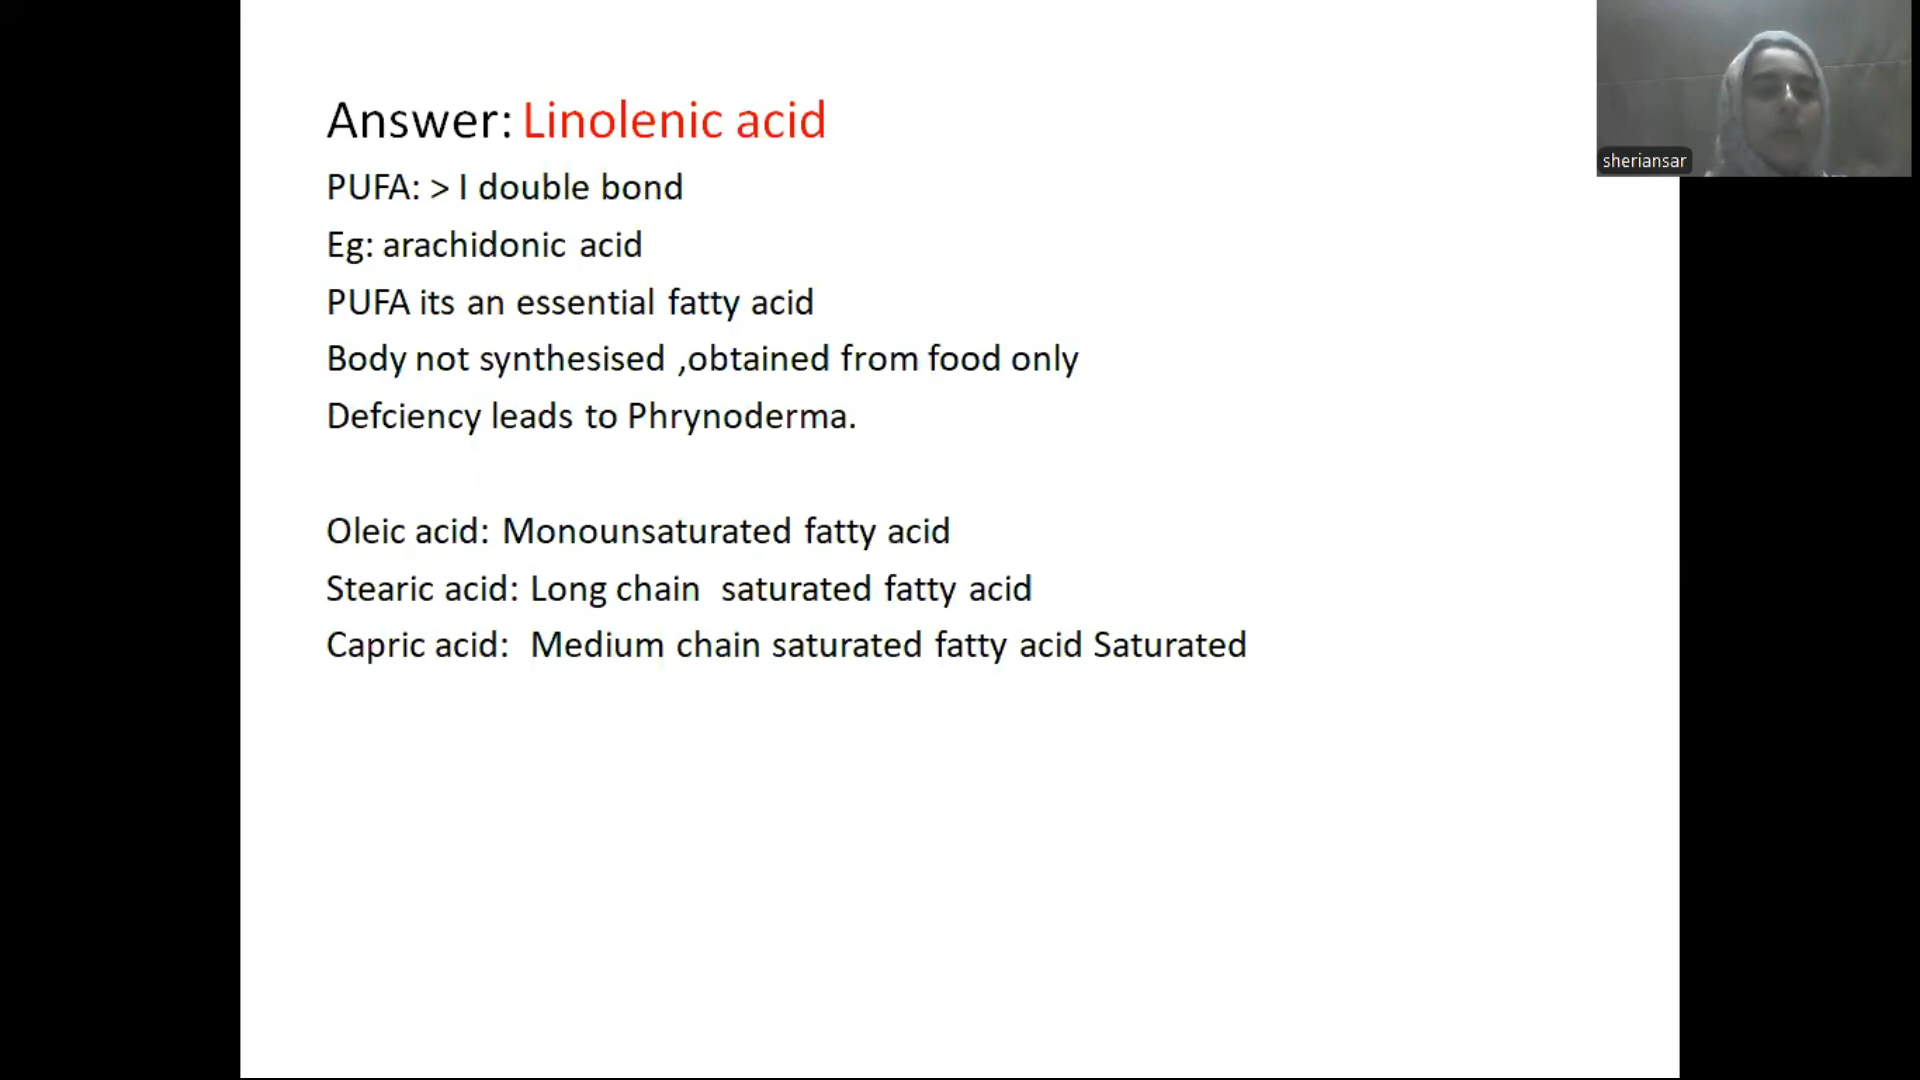 Answer: Linolenic acid
PUFA: > I double bond
Eg: arachidonic acid
PUFA its an essential fatty acid
Body not synthesised ,obtained from food only
Defciency leads to Phrynoderma.
Oleic acid: Monounsaturated fatty acid
Stearic acid: Long chain saturated fatty acid
Capric acid: Medium chain saturated fatty acid Saturated
sheriansar